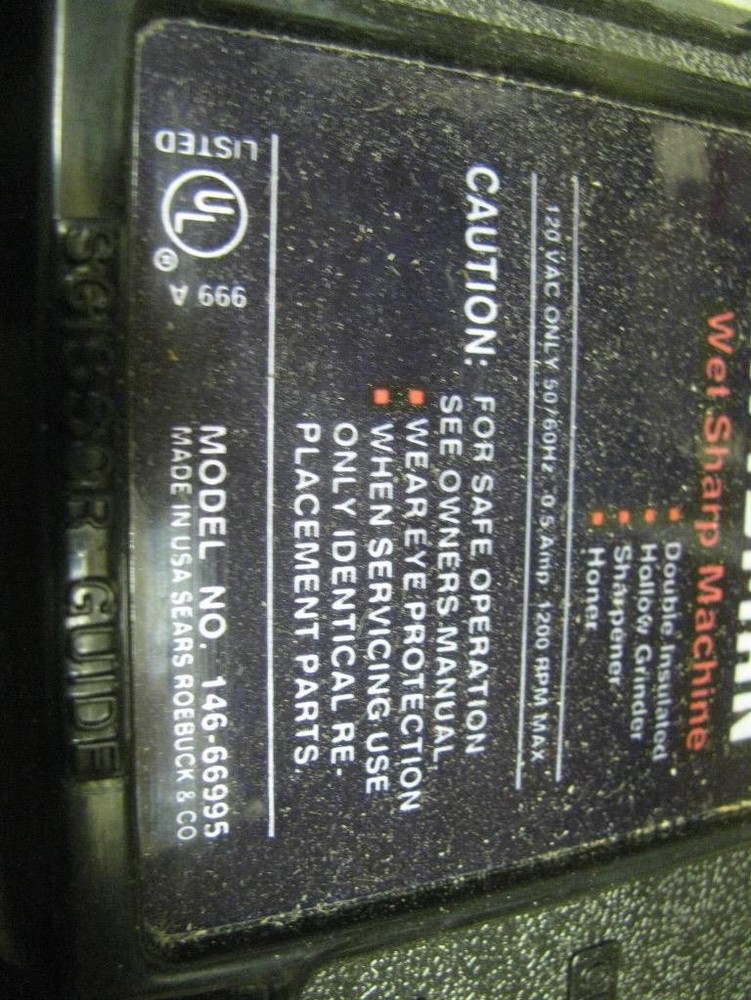 Wet Sharp Machine
Double Insulated
Hollow Grinder
Sharpener
Honer
120 VAC ONLY 50/60Hz 0.5 Amp 1200 RPM MAX
CAUTION: FOR SAFE OPERATION
SEE OWNERS MANUAL.
WEAR EYE PROTECTION
WHEN SERVICING USE
ONLY IDENTICAL RE-
PLACEMENT PARTS.
MODEL NO. 146-66995
MADE IN USA SEARS ROEBUCK & CO
LISTED
UL ®
999 A
SCISSOR GUIDE